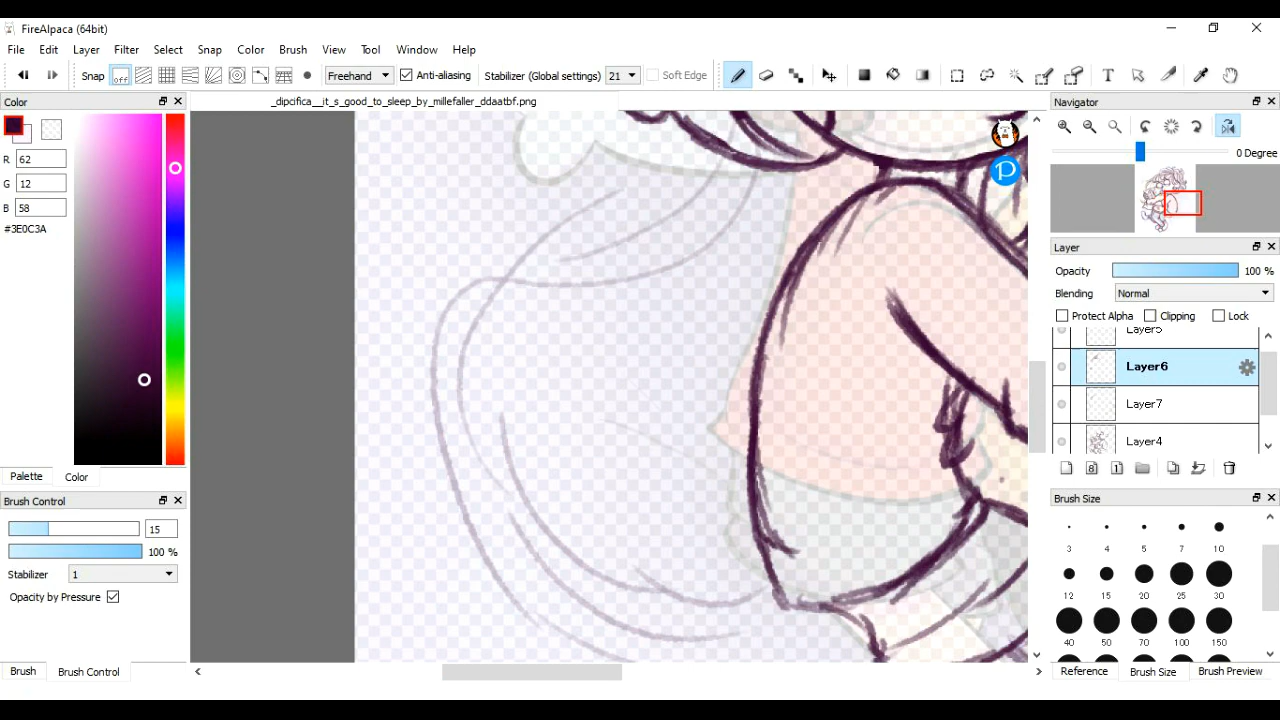 FireAlpaca (64bit)
File Edit Layer Filter Select Snap Color Brush View Tool Window Help
Snap off Freehand Anti-aliasing Stabilizer (Global settings) 21 Soft Edge T
Color
_dipcifica__it_s_good_to_sleep_by_millefaller_ddaatbf.png
Navigator
R 62
G 12
B 58
#3E0C3A
P
0 Degree
Layer
Opacity 100 %
Blending Normal
Protect Alpha Clipping Lock
Layer5
Layer6
Layer7
Layer4
8 1
Palette Color
Brush Control
15
100 %
Stabilizer 1
Opacity by Pressure
Brush Brush Control
Brush Size
3 4 5 7 10
12 15 20 25 30
40 50 70 100 150
Reference Brush Size Brush Preview